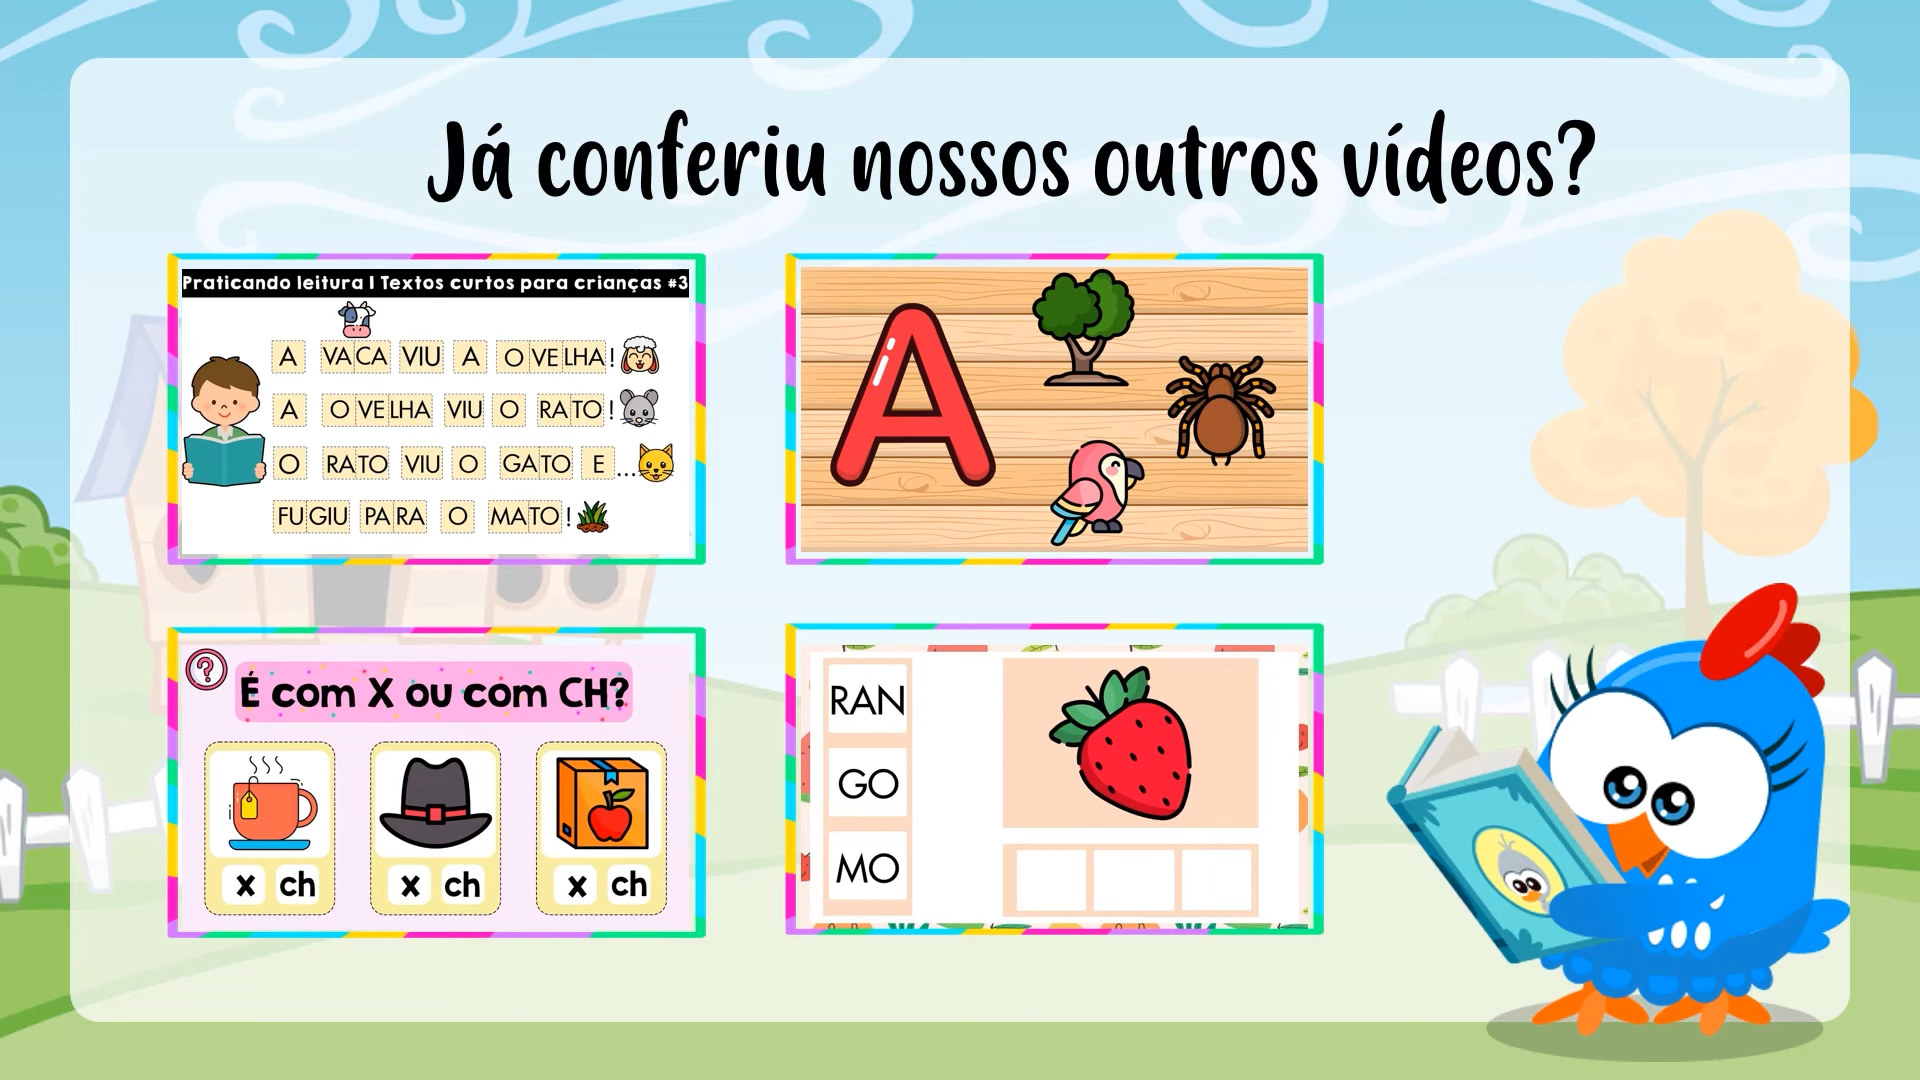 Já conferiu nossos outros vídeos?
Praticando leitura | Textos curtos para crianças #3
A VACA VIU A OVELHA!
A OVELHA VIU O RATO!
O RATO VIU O GATO E ...
FUGIU PARA O MATO!
A
? É com X ou com CH?
x ch x ch x ch
RAN
GO
MO